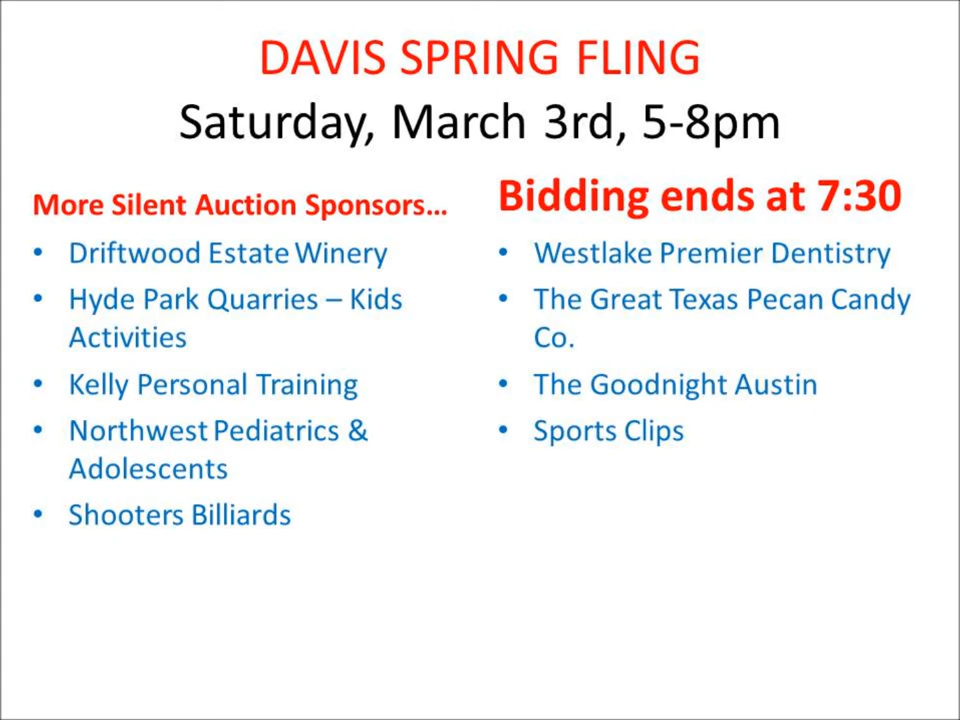 DAVIS SPRING FLING
Saturday, March 3rd, 5-8pm
More Silent Auction Sponsors…
• Driftwood Estate Winery
• Hyde Park Quarries – Kids
Activities
• Kelly Personal Training
• Northwest Pediatrics &
Adolescents
• Shooters Billiards
Bidding ends at 7:30
• Westlake Premier Dentistry
• The Great Texas Pecan Candy
Co.
• The Goodnight Austin
• Sports Clips